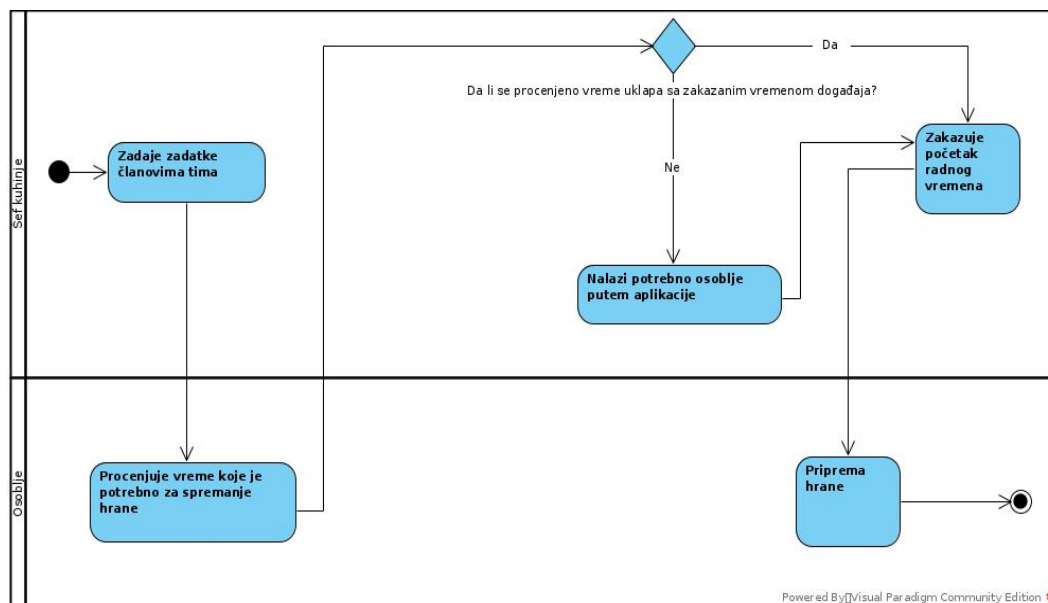 Da
Da li se procenjeno vreme uklapa sa zakazanim vremenom događaja?
Šef kuhinje
Zadaje zadatke
članovima tima
Ne
Zakazuje
početak
radnog
vremena
Nalazi potrebno osoblje
putem aplikacije
Osoblje
Procenjuje vreme koje je
potrebno za spremanje
hrane
Priprema
hrane
Powered By Visual Paradigm Community Edition